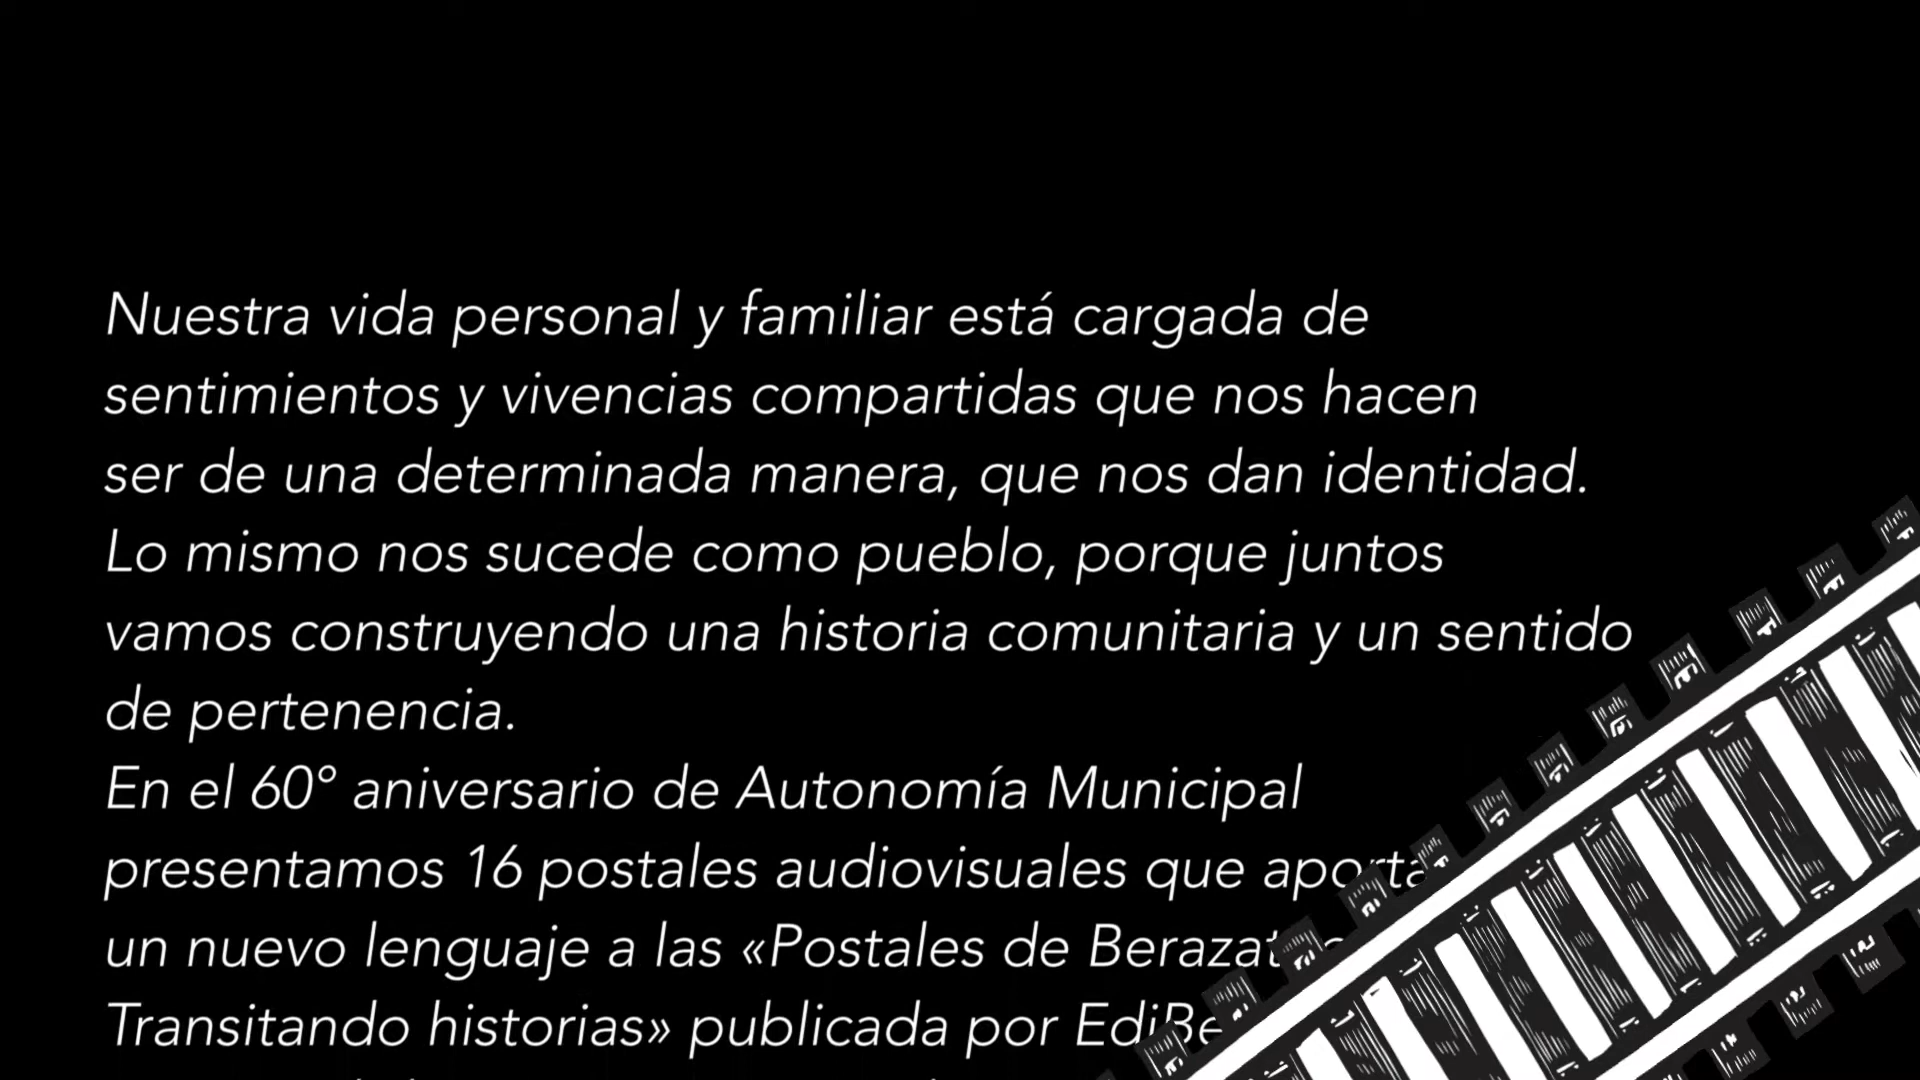 Nuestra vida personal y familiar está cargada de
sentimientos y vivencias compartidas que nos hacen
ser de una determinada manera, que nos dan identidad.
Lo mismo nos sucede como pueblo, porque juntos
vamos construyendo una historia comunitaria y un sentido
de pertenencia.
En el 60° aniversario de Autonomía Municipal
presentamos 16 postales audiovisuales que
un nuevo lenguaje a las «Postales de
Transitando historias» publicada por